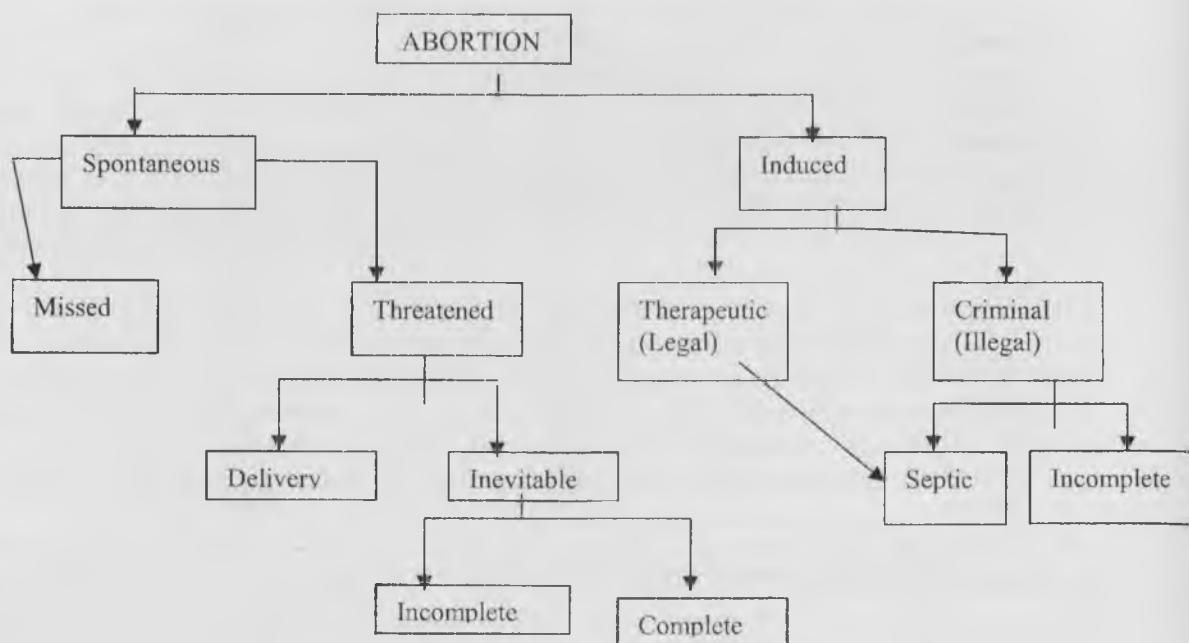 ABORTION
Spontaneous
Induced
Missed
Threatened
Therapeutic
(Legal)
Criminal
(Illegal)
Delivery
Inevitable
Septic
Incomplete
Incomplete
Complete